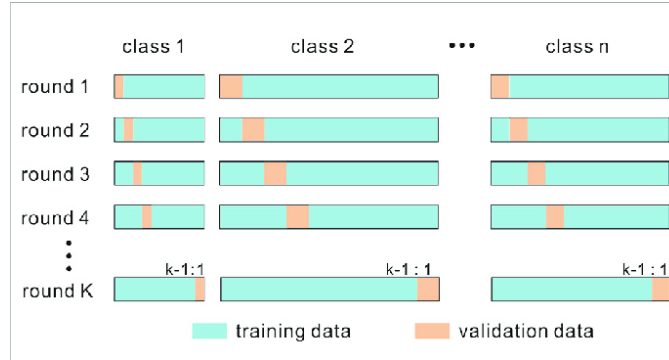 class 1 class 2 ••• class n
round 1
round 2
round 3
round 4
k-1:1 k-1 : 1 k-1 : 1
round K
training data validation data